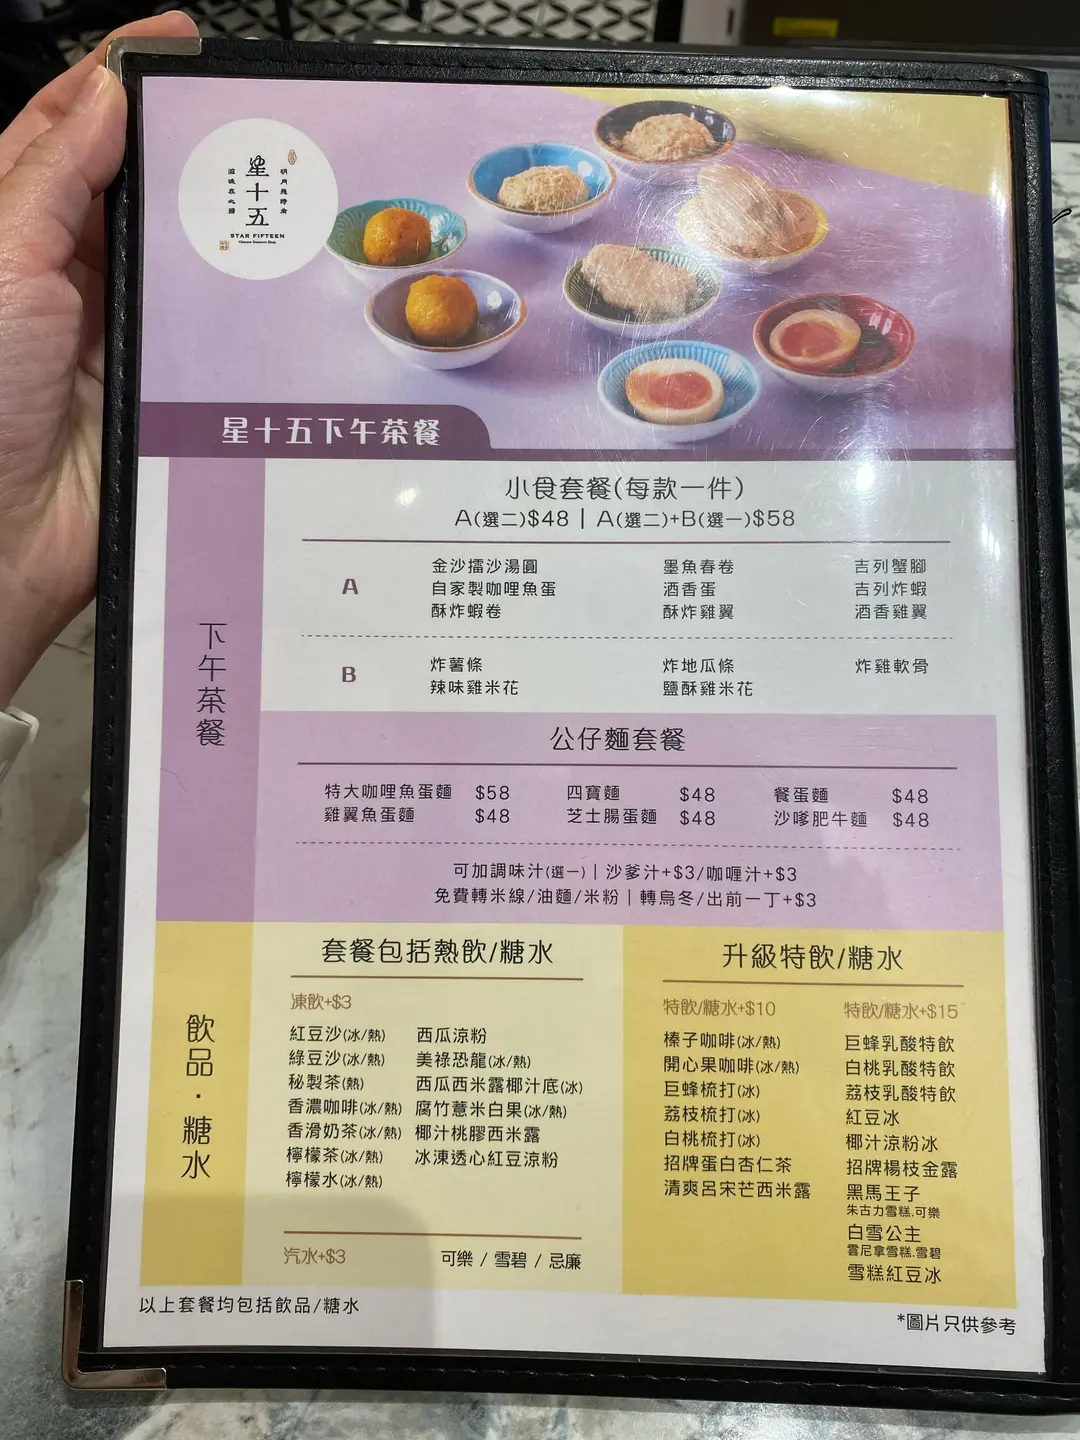 星十五
明月幾時有
滋味在心頭
STAR FIFTEEN
Chinese Desserts Shop
星十五下午茶餐
下午茶餐
小食套餐(每款一件)
A(選二)$48 | A(選二)+B(選一)$58
A
金沙擂沙湯圓 墨魚春卷 吉列蟹腳
自家製咖哩魚蛋 酒香蛋 吉列炸蝦
酥炸蝦卷 酥炸雞翼 酒香雞翼
B
炸薯條 炸地瓜條 炸雞軟骨
辣味雞米花 鹽酥雞米花
公仔麵套餐
特大咖哩魚蛋麵 $58 四寶麵 $48 餐蛋麵 $48
雞翼魚蛋麵 $48 芝士腸蛋麵 $48 沙嗲肥牛麵 $48
可加調味汁(選一) | 沙爹汁+$3/咖喱汁+$3
免費轉米線/油麵/米粉 | 轉烏冬/出前一丁+$3
飲品·糖水
套餐包括熱飲/糖水
凍飲+$3
紅豆沙(冰/熱) 西瓜涼粉
綠豆沙(冰/熱) 美祿恐龍(冰/熱)
秘製茶(熱) 西瓜西米露椰汁底(冰)
香濃咖啡(冰/熱) 腐竹薏米白果(冰/熱)
香滑奶茶(冰/熱) 椰汁桃膠西米露
檸檬茶(冰/熱) 冰凍透心紅豆涼粉
檸檬水(冰/熱)
汽水+$3 可樂 / 雪碧 / 忌廉
升級特飲/糖水
特飲/糖水+$10
榛子咖啡(冰/熱)
開心果咖啡(冰/熱)
巨蜂梳打(冰)
荔枝梳打(冰)
白桃梳打(冰)
招牌蛋白杏仁茶
清爽呂宋芒西米露
特飲/糖水+$15
巨蜂乳酸特飲
白桃乳酸特飲
荔枝乳酸特飲
紅豆冰
椰汁涼粉冰
招牌楊枝金露
黑馬王子
朱古力雪糕.可樂
白雪公主
雲尼拿雪糕.雪碧
雪糕紅豆冰
以上套餐均包括飲品/糖水
*圖片只供參考